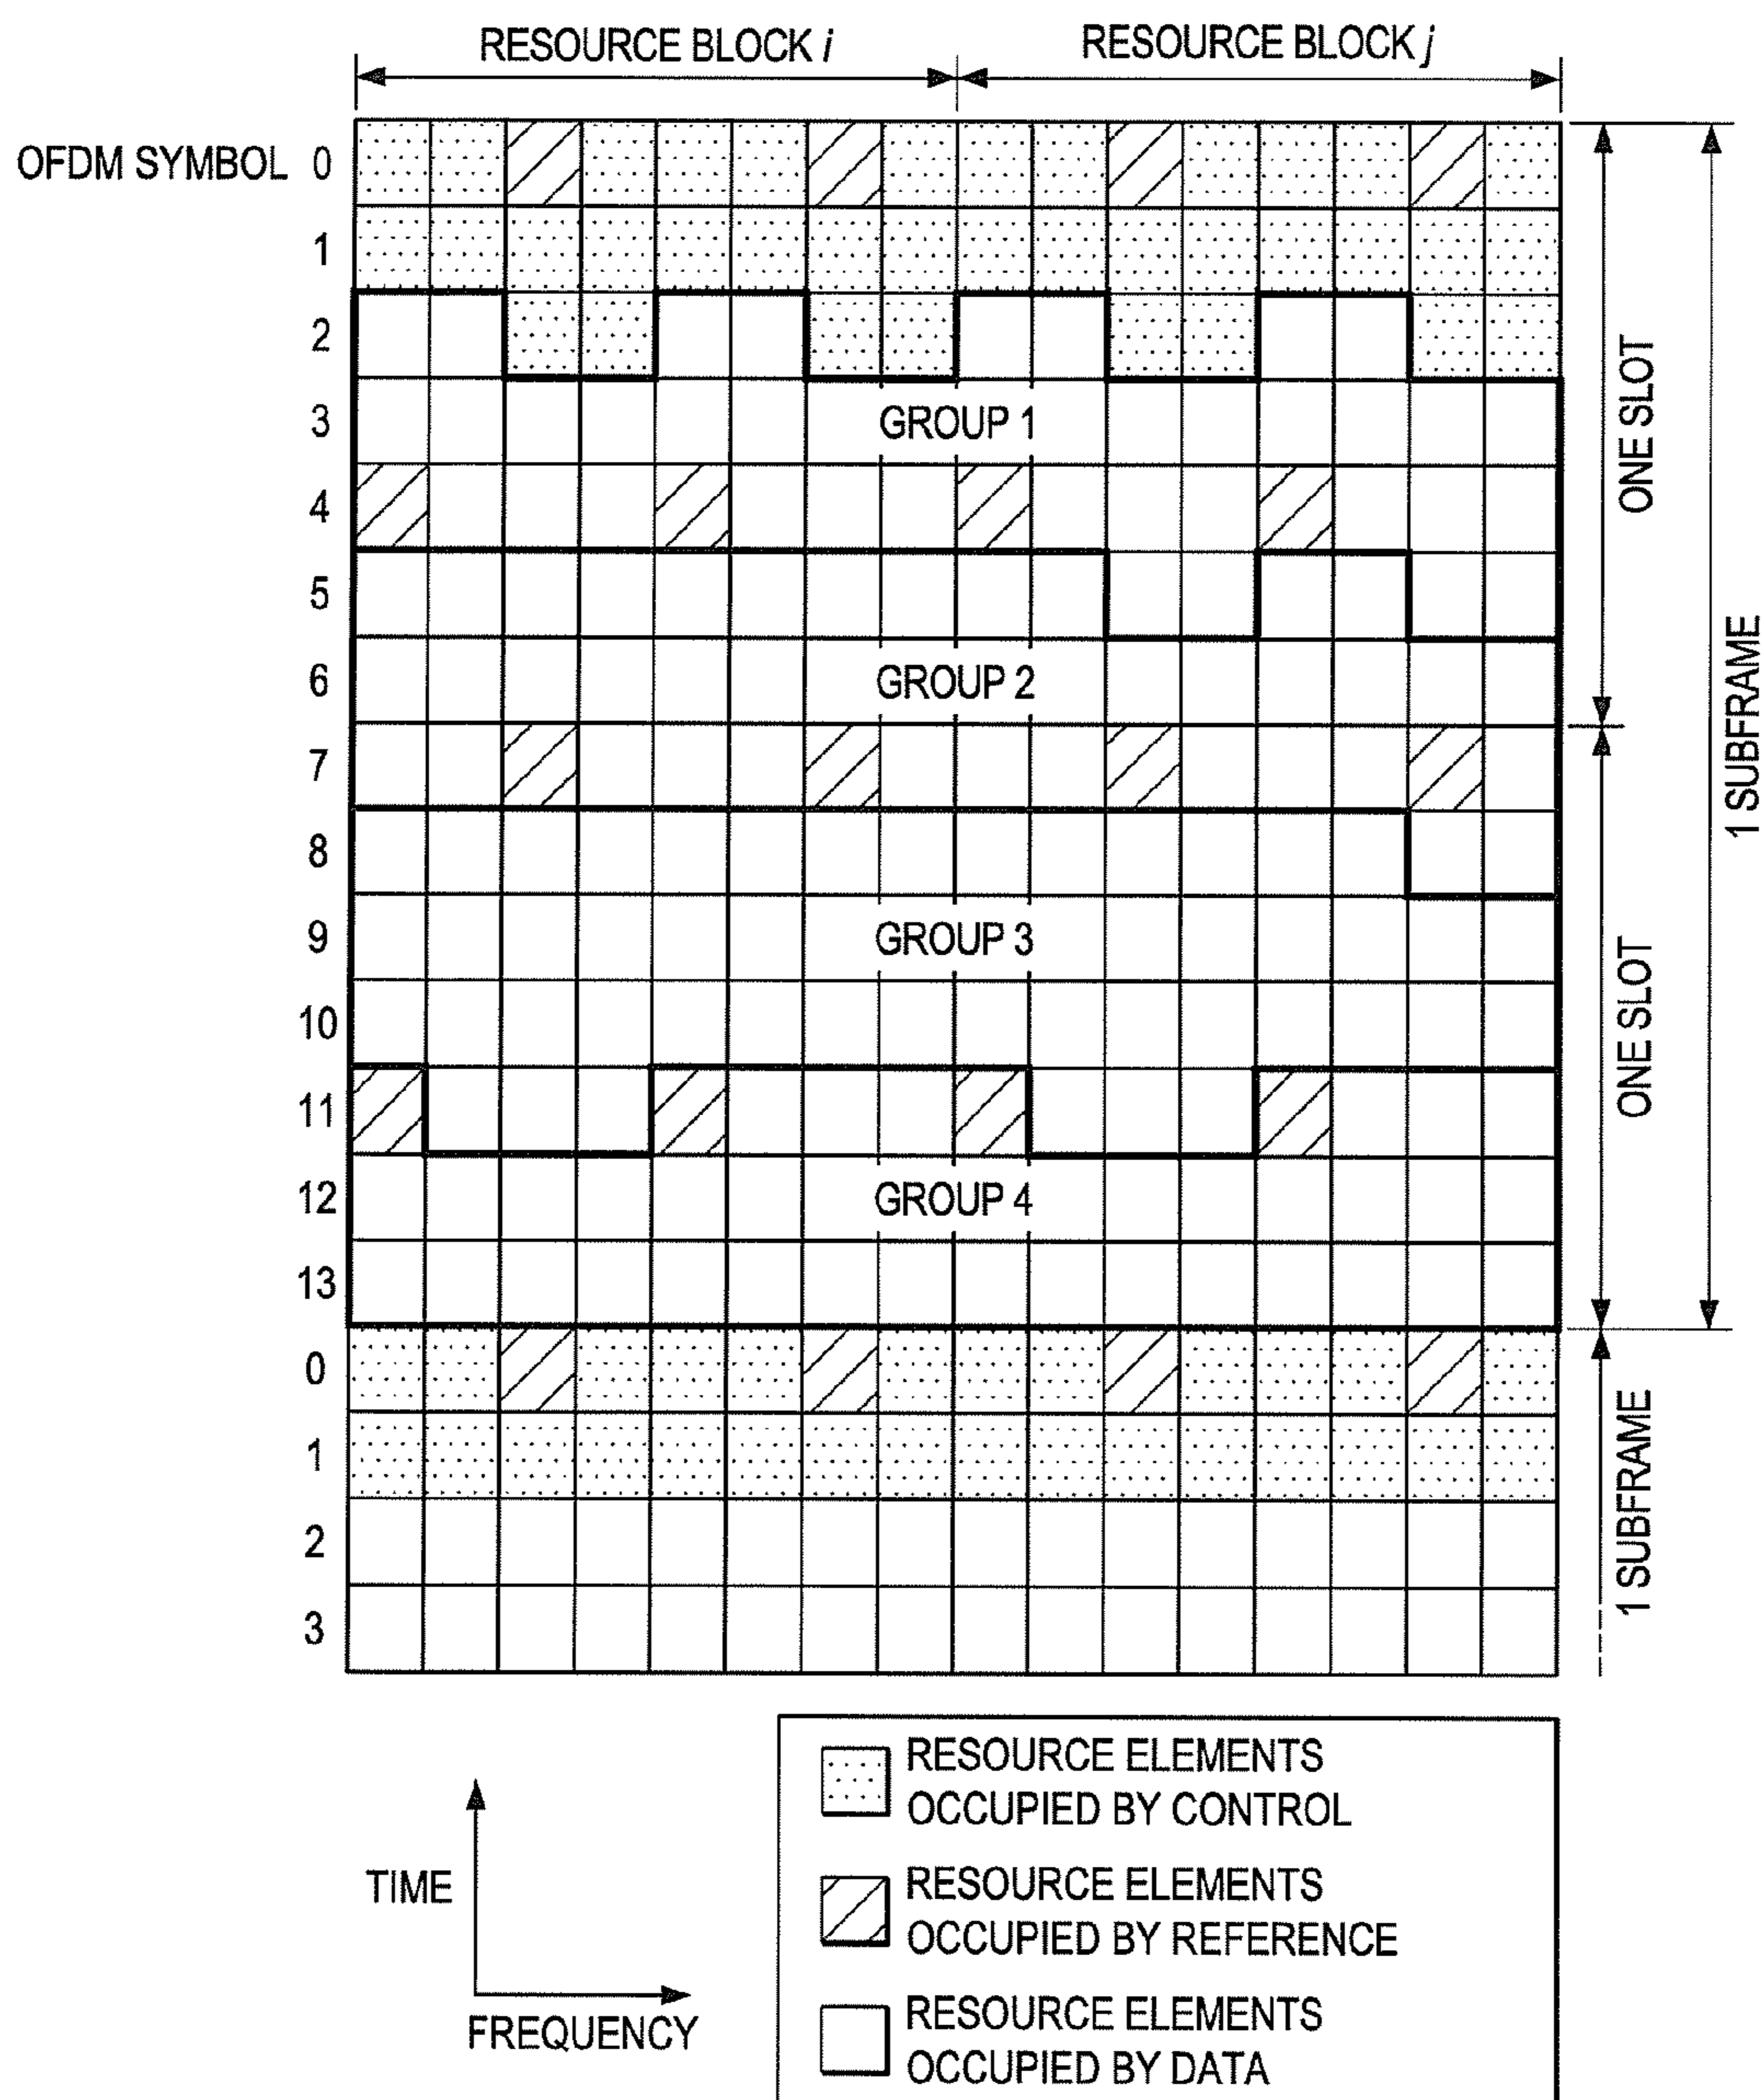 RESOURCE BLOCK i
RESOURCE BLOCK j
OFDM SYMBOL 0
1
2
3
GROUP 1
4
5
6
GROUP 2
7
8
9
GROUP 3
10
11
12
GROUP 4
13
0
1
2
3
ONE SLOT
ONE SLOT
1 SUBFRAME
1 SUBFRAME
TIME
FREQUENCY
RESOURCE ELEMENTS
OCCUPIED BY CONTROL
RESOURCE ELEMENTS
OCCUPIED BY REFERENCE
RESOURCE ELEMENTS
OCCUPIED BY DATA